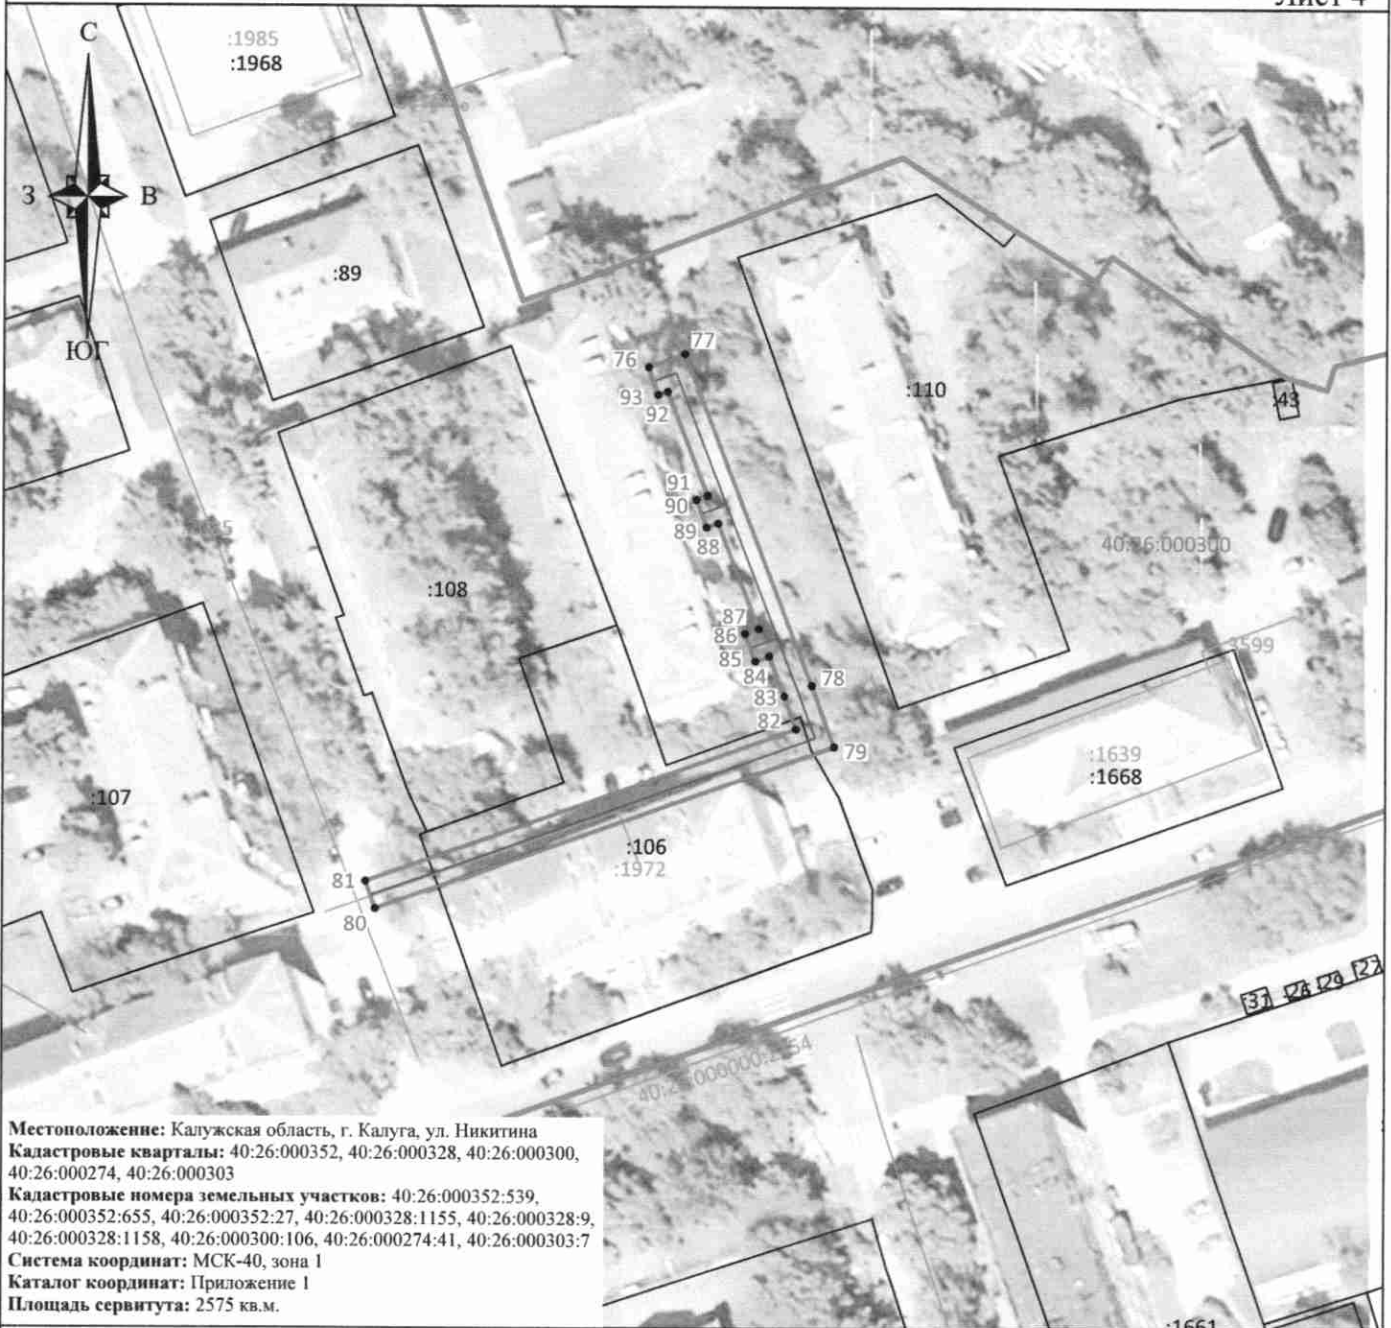 Лист 4
С
:1985
:1968
З
В
:89
ЮГ
77
76
93
92
:110
:43
91
90
89
88
40:26:000300
:108
87
86
85
84
78
83
82
79
:1639
:1668
:107
:106
:1972
81
80
:31
:26
:29
:27
Местоположение: Калужская область, г. Калуга, ул. Никитина
Кадастровые кварталы: 40:26:000352, 40:26:000328, 40:26:000300,
40:26:000274, 40:26:000303
Кадастровые номера земельных участков: 40:26:000352:539,
40:26:000352:655, 40:26:000352:27, 40:26:000328:1155, 40:26:000328:9,
40:26:000328:1158, 40:26:000300:106, 40:26:000274:41, 40:26:000303:7
Система координат: МСК-40, зона 1
Каталог координат: Приложение 1
Площадь сервитута: 2575 кв.м.
:1661